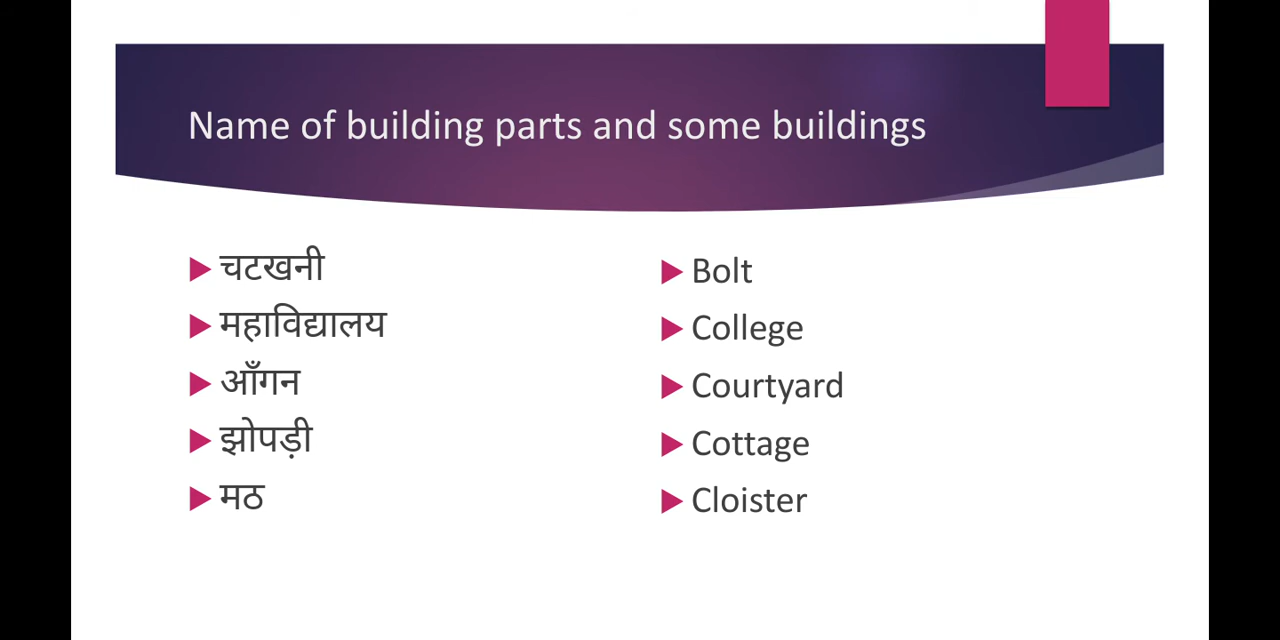 Name of building parts and some buildings
चटखनी
महाविद्यालय
आँगन
झोपड़ी
मठ
Bolt
College
Courtyard
Cottage
Cloister